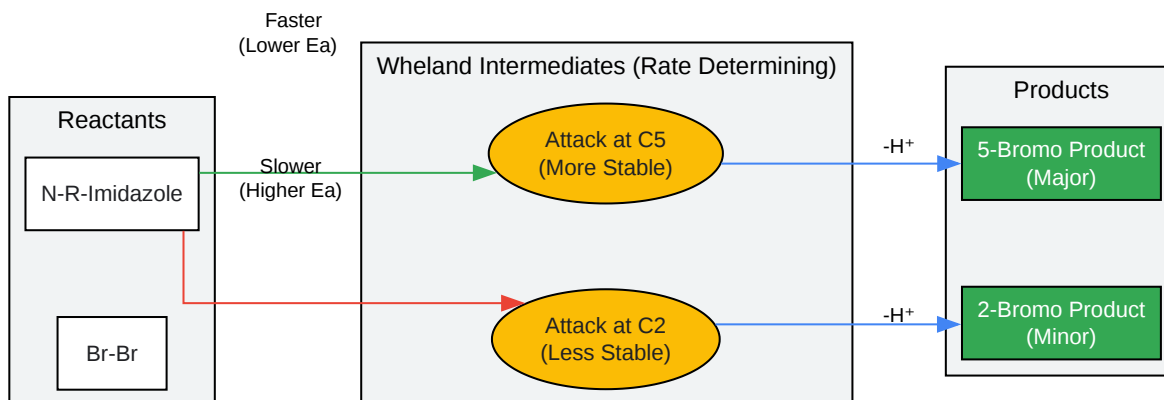 Faster
(Lower Ea)
Wheland Intermediates (Rate Determining)
Products
Reactants
Attack at C5
(More Stable)
-H⁺
5-Bromo Product
(Major)
Slower
(Higher Ea)
N-R-Imidazole
Attack at C2
(Less Stable)
-H⁺
2-Bromo Product
(Minor)
Br-Br